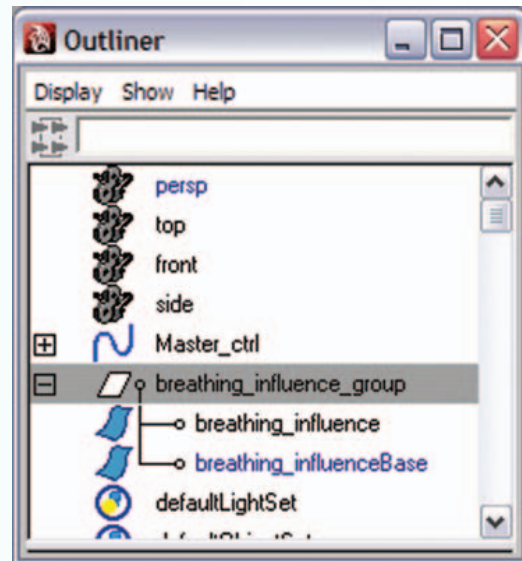 Outliner
Display Show Help
persp
top
front
side
Master_ctrl
breathing_influence_group
breathing_influence
breathing_influenceBase
defaultLightSet